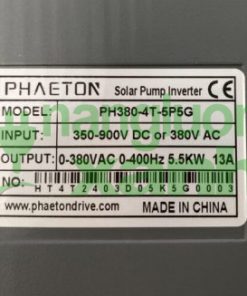 PHAETON Solar Pump Inverter
MODEL: PH380-4T-5P5G
INPUT: 350-900V DC or 380V AC
OUTPUT: 0-380VAC 0-400Hz 5.5KW 13A
NO: HT4T2403D05K5G0003
www.phaetondrive.com MADE IN CHINA